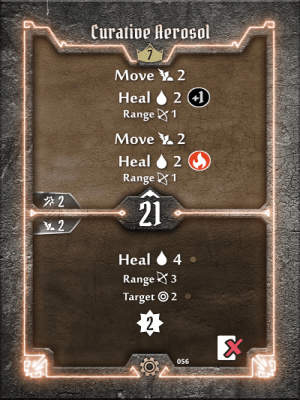 Curative Aerosol
7
Move 2
Heal 2 +1
Range 1
Move 2
Heal 2
Range 1
2
21
2
Heal 4
Range 3
Target 2
2
056